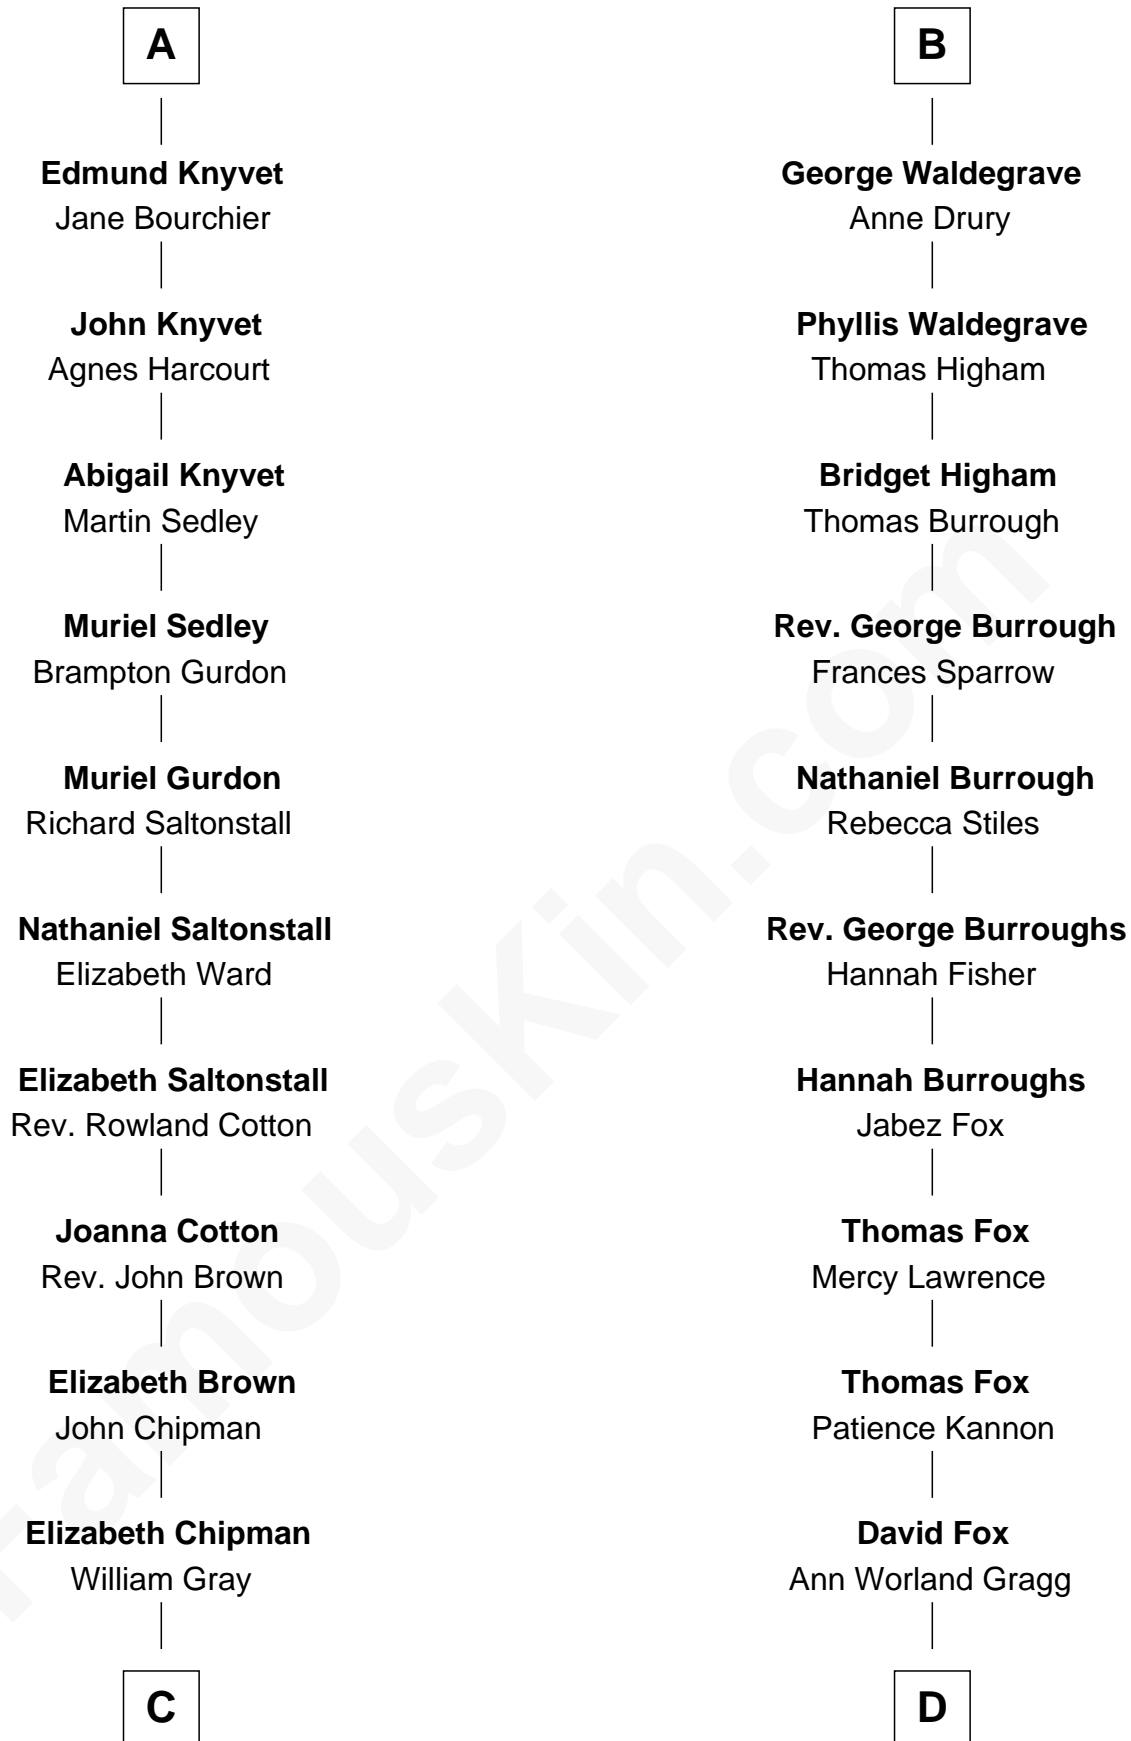 A
Edmund Knyvet
Jane Bourchier
John Knyvet
Agnes Harcourt
Abigail Knyvet
Martin Sedley
Muriel Sedley
Brampton Gurdon
Muriel Gurdon
Richard Saltonstall
Nathaniel Saltonstall
Elizabeth Ward
Elizabeth Saltonstall
Rev. Rowland Cotton
Joanna Cotton
Rev. John Brown
Elizabeth Brown
John Chipman
Elizabeth Chipman
William Gray
C
B
George Waldegrave
Anne Drury
Phyllis Waldegrave
Thomas Higham
Bridget Higham
Thomas Burrough
Rev. George Burrough
Frances Sparrow
Nathaniel Burrough
Rebecca Stiles
Rev. George Burroughs
Hannah Fisher
Hannah Burroughs
Jabez Fox
Thomas Fox
Mercy Lawrence
Thomas Fox
Patience Kannon
David Fox
Ann Worland Gragg
D
FamousKin.com